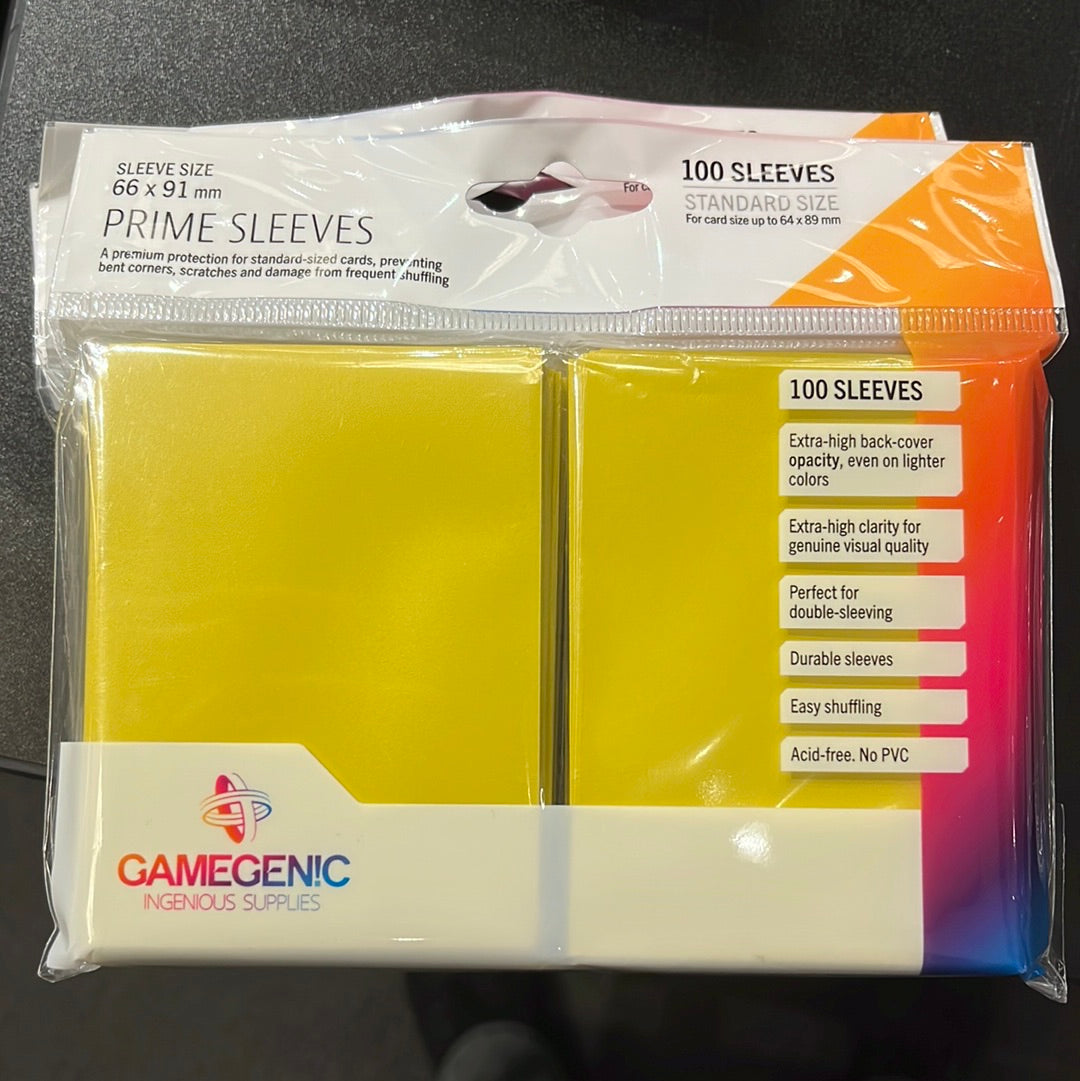 SLEEVE SIZE
66 x 91 mm
PRIME SLEEVES
A premium protection for standard-sized cards, preventing
bent corners, scratches and damage from frequent shuffling
For c
100 SLEEVES
STANDARD SIZE
For card size up to 64 x 89 mm
100 SLEEVES
Extra-high back-cover
opacity, even on lighter
colors
Extra-high clarity for
genuine visual quality
Perfect for
double-sleeving
Durable sleeves
Easy shuffling
Acid-free. No PVC
GAMEGEN!C
INGENIOUS SUPPLIES